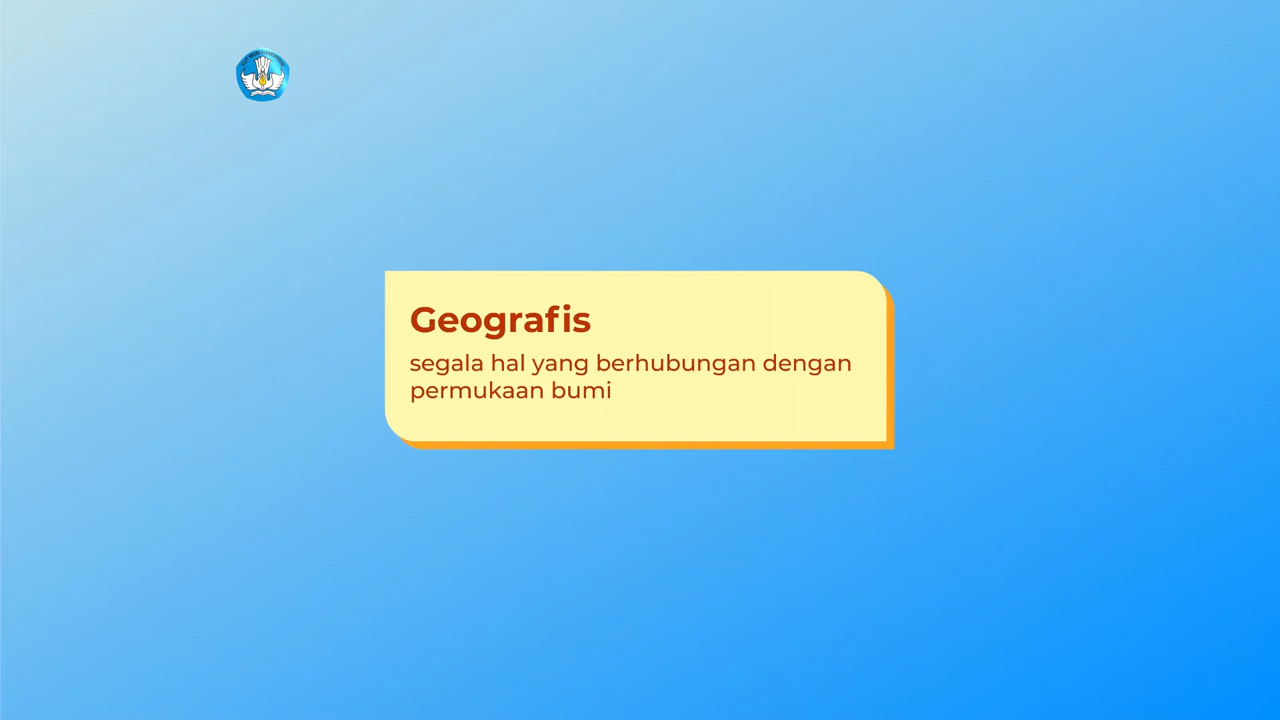 Geografis
segala hal yang berhubungan dengan
permukaan bumi